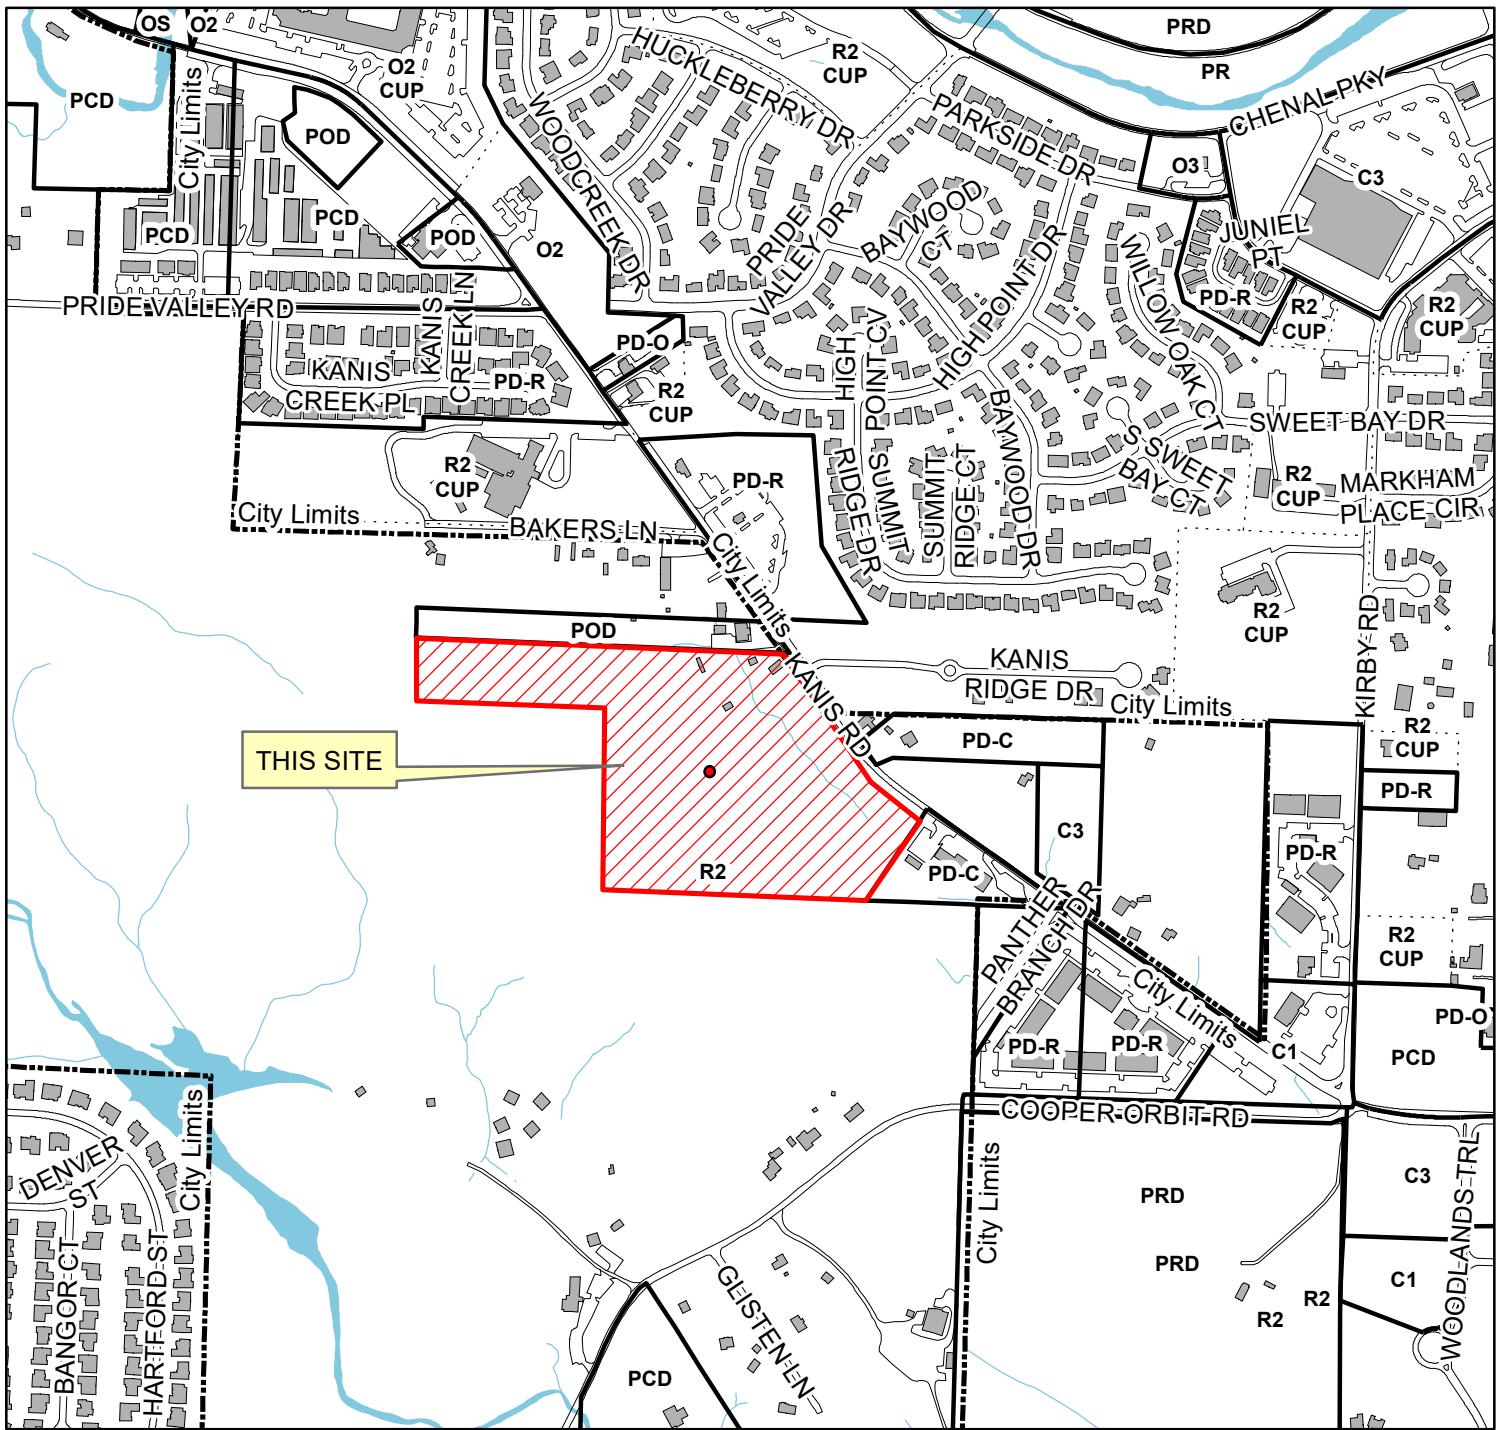 OS
O2
PRD
O2
CUP
HUCKLEBERRY DR
R2
CUP
PR
PCD
City Limits
CHENAL PKY
POD
WOODCREEK DR
PARKSIDE DR
O3
C3
PCD
PCD
POD
O2
PRIDE
VALLEY DR
BAYWOOD
CT
HIGH POINT DR
WILLOW OAK CT
JUNIEL
PT
PD-R
R2
CUP
R2
CUP
PRIDE VALLEY RD
KANIS
CREEK LN
KANIS
CREEK PL
PD-R
PD-O
R2
CUP
HIGH
POINT CV
BAYWOOD DR
SWEET BAY DR
S SWEET
BAY CT
R2
CUP
MARKHAM
PLACE CIR
R2
CUP
PD-R
SUMMIT
RIDGE DR
SUMMIT
RIDGE CT
City Limits
BAKERS LN
City Limits
R2
CUP
KIRBY RD
POD
KANIS
RIDGE DR
City Limits
KANIS RD
PD-C
R2
CUP
THIS SITE
PD-R
C3
PD-R
R2
PD-C
PANTHER
BRANCH DR
R2
CUP
City Limits
PD-R
PD-R
C1
PCD
PD-O
COOPER ORBIT RD
City Limits
DENVER
ST
City Limits
PRD
C3
WOODLANDS TRL
PRD
C1
R2
R2
BANGOR CT
HARTFORD ST
GLEISTEN LN
PCD